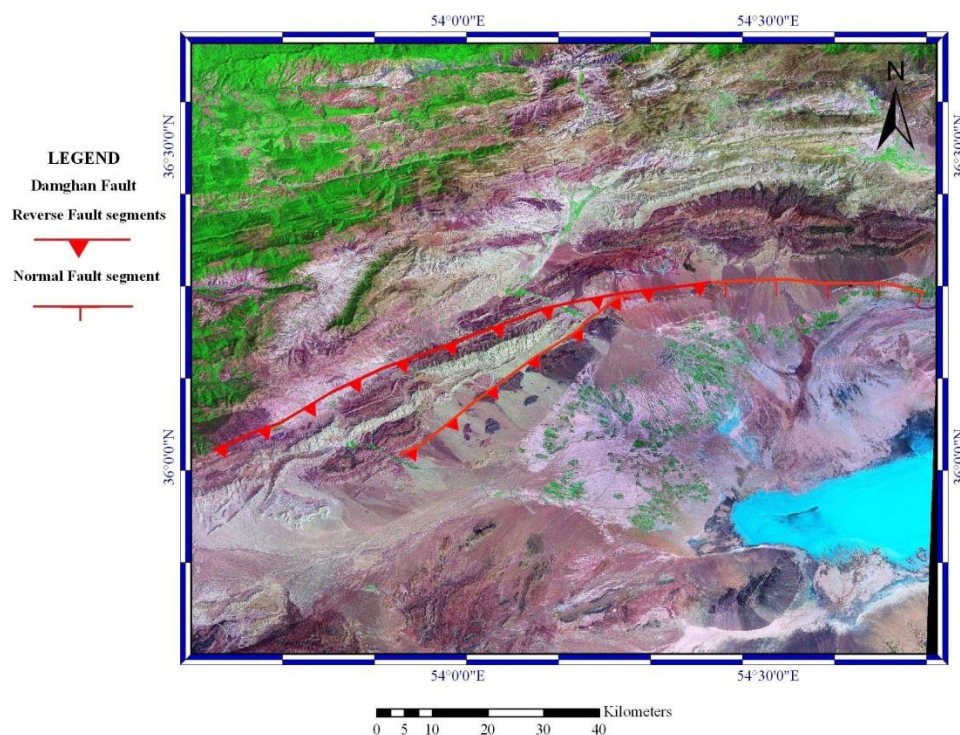 54°0'0"E 54°30'0"E
N
36°30'0"N 36°30'0"N
LEGEND
Damghan Fault
Reverse Fault segments
Normal Fault segment
36°0'0"N 36°0'0"N
54°0'0"E 54°30'0"E
Kilometers
0 5 10 20 30 40